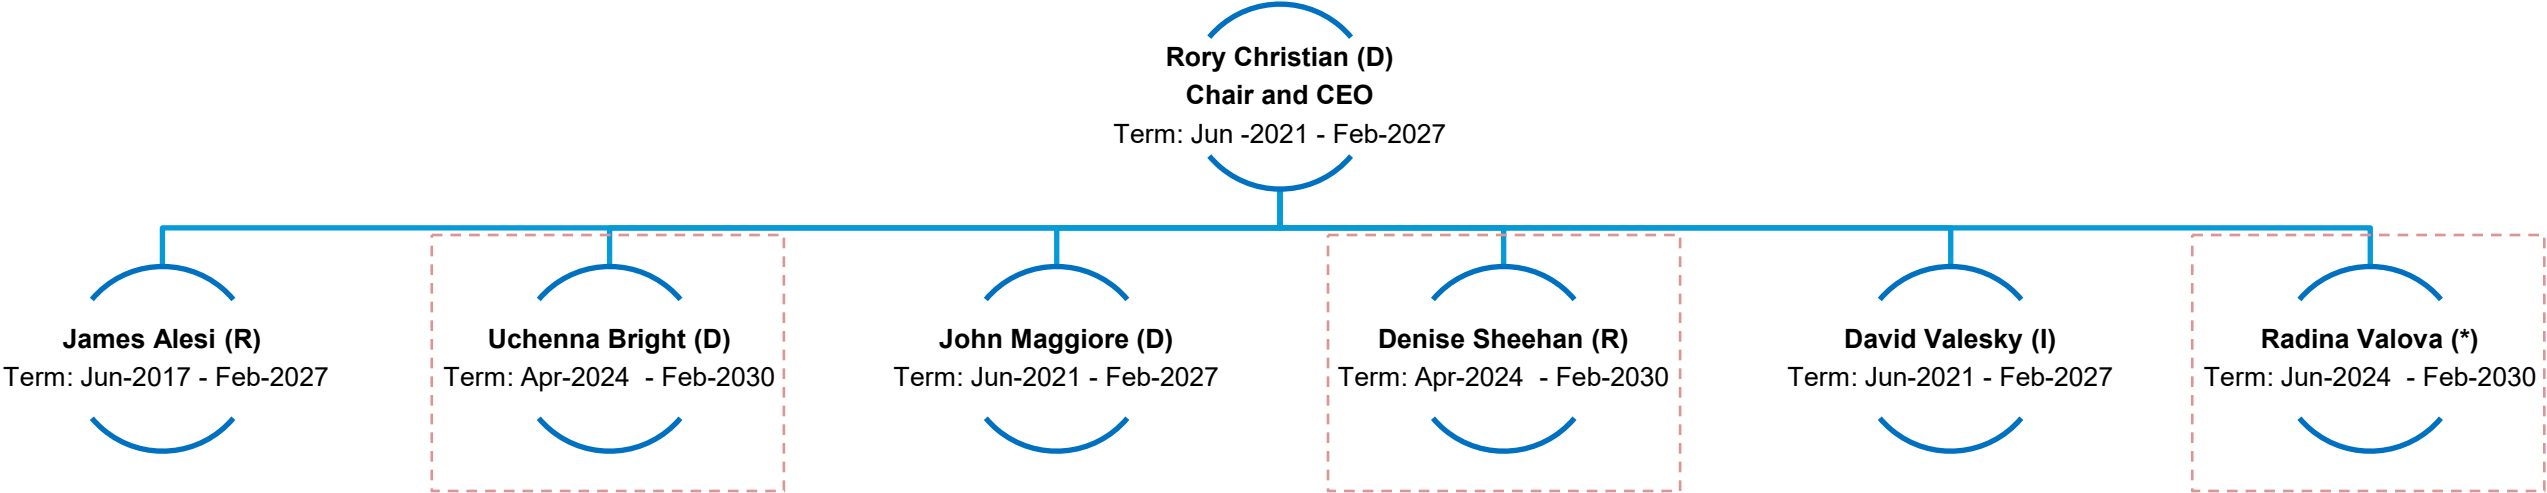 Rory Christian (D)
Chair and CEO
Term: Jun -2021 - Feb-2027
James Alesi (R)
Term: Jun-2017 - Feb-2027
Uchenna Bright (D)
Term: Apr-2024  - Feb-2030
John Maggiore (D)
Term: Jun-2021 - Feb-2027
Denise Sheehan (R)
Term: Apr-2024  - Feb-2030
David Valesky (I)
Term: Jun-2021 - Feb-2027
Radina Valova (*)
Term: Jun-2024  - Feb-2030